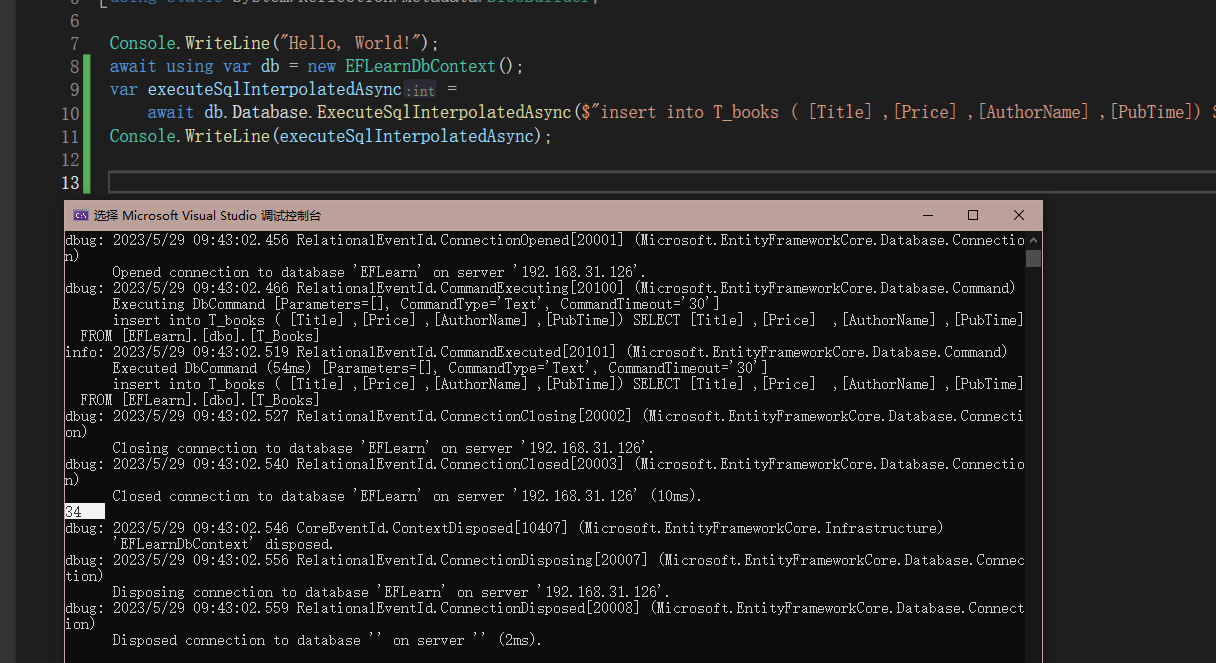 6
7 Console.WriteLine("Hello, World!");
8 await using var db = new EFLearnDbContext();
9 var executeSqlInterpolatedAsync :int =
10 await db.Database.ExecuteSqlInterpolatedAsync($"insert into T_books ( [Title] ,[Price] ,[AuthorName] ,[PubTime]) S
11 Console.WriteLine(executeSqlInterpolatedAsync);
12
13
选择 Microsoft Visual Studio 调试控制台
dbug: 2023/5/29 09:43:02.456 RelationalEventId.ConnectionOpened[20001] (Microsoft.EntityFrameworkCore.Database.Connectio
n)
Opened connection to database 'EFLearn' on server '192.168.31.126'.
dbug: 2023/5/29 09:43:02.466 RelationalEventId.CommandExecuting[20100] (Microsoft.EntityFrameworkCore.Database.Command)
Executing DbCommand [Parameters=[], CommandType='Text', CommandTimeout='30']
insert into T_books ( [Title] ,[Price] ,[AuthorName] ,[PubTime]) SELECT [Title] ,[Price]  ,[AuthorName] ,[PubTime]
FROM [EFLearn].[dbo].[T_Books]
info: 2023/5/29 09:43:02.519 RelationalEventId.CommandExecuted[20101] (Microsoft.EntityFrameworkCore.Database.Command)
Executed DbCommand (54ms) [Parameters=[], CommandType='Text', CommandTimeout='30']
insert into T_books ( [Title] ,[Price] ,[AuthorName] ,[PubTime]) SELECT [Title] ,[Price]  ,[AuthorName] ,[PubTime]
FROM [EFLearn].[dbo].[T_Books]
dbug: 2023/5/29 09:43:02.527 RelationalEventId.ConnectionClosing[20002] (Microsoft.EntityFrameworkCore.Database.Connecti
on)
Closing connection to database 'EFLearn' on server '192.168.31.126'.
dbug: 2023/5/29 09:43:02.540 RelationalEventId.ConnectionClosed[20003] (Microsoft.EntityFrameworkCore.Database.Connectio
n)
Closed connection to database 'EFLearn' on server '192.168.31.126' (10ms).
34
dbug: 2023/5/29 09:43:02.546 CoreEventId.ContextDisposed[10407] (Microsoft.EntityFrameworkCore.Infrastructure)
'EFLearnDbContext' disposed.
dbug: 2023/5/29 09:43:02.556 RelationalEventId.ConnectionDisposing[20007] (Microsoft.EntityFrameworkCore.Database.Connec
tion)
Disposing connection to database 'EFLearn' on server '192.168.31.126'.
dbug: 2023/5/29 09:43:02.559 RelationalEventId.ConnectionDisposed[20008] (Microsoft.EntityFrameworkCore.Database.Connect
ion)
Disposed connection to database '' on server '' (2ms).